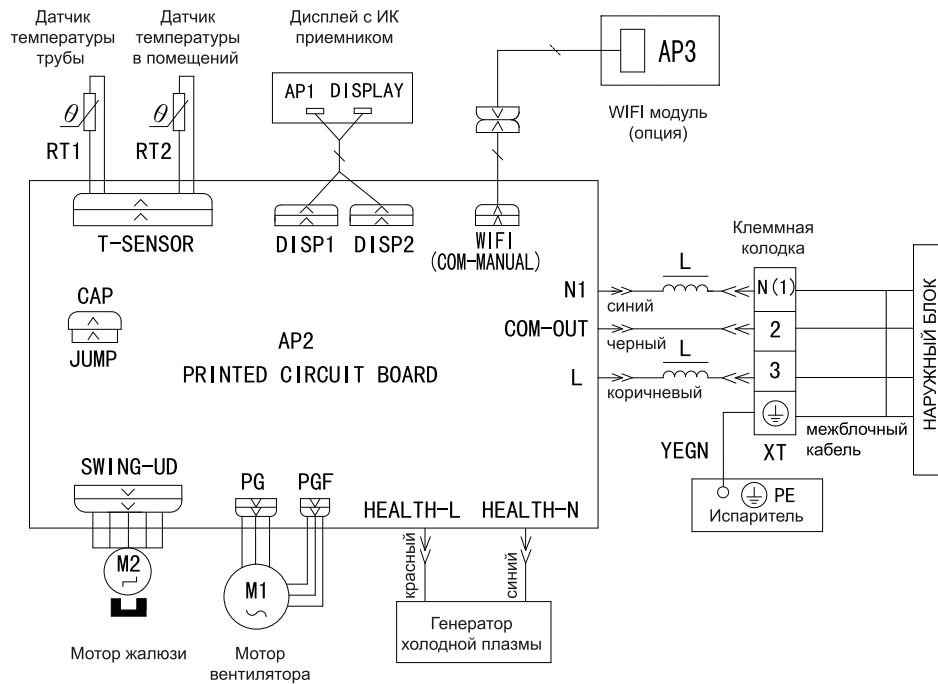 Датчик
температуры
трубы
Датчик
температуры
в помещений
Дисплей с ИК
приемником
AP1 DISPLAY
AP3
WIFI модуль
(опция)
θ
θ
RT1
RT2
T-SENSOR
DISP1
DISP2
WIFI
(COM-MANUAL)
Клеммная
колодка
CAP
JUMP
AP2
PRINTED CIRCUIT BOARD
N1
синий
L
N(1)
COM-OUT
черный
2
L
коричневый
L
3
НАРУЖНЫЙ БЛОК
межблочный
кабель
YEGN
XT
PE
Испаритель
SWING-UD
PG
PGF
HEALTH-L
HEALTH-N
красный
синий
M2
M1
Генератор
холодной плазмы
Мотор жалюзи
Мотор
вентилятора